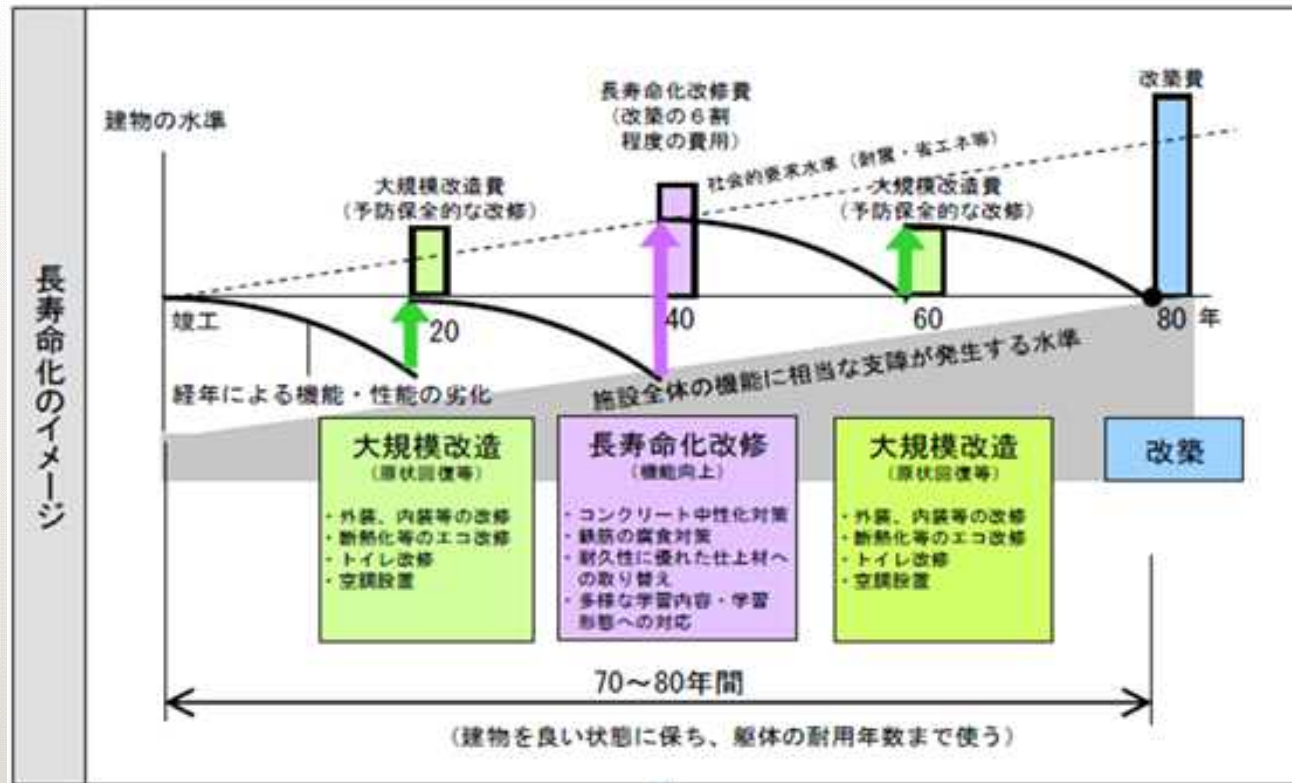 長寿命化のイメージ
建物の水準
長寿命化改修費
(改築の6割
程度の費用)
改築費
社会的要求水準(耐震・省エネ等)
大規模改造費
(予防保全的な改修)
大規模改造費
(予防保全的な改修)
竣工
20
40
60
80 年
経年による機能・性能の劣化
施設全体の機能に相当な支障が発生する水準
大規模改造
(原状回復等)
・外装、内装等の改修
・断熱化等のエコ改修
・トイレ改修
・空調設置
長寿命化改修
(機能向上)
・コンクリート中性化対策
・鉄筋の腐食対策
・耐久性に優れた仕上材へ
の取り替え
・多様な学習内容・学習
形態への対応
大規模改造
(原状回復等)
・外装、内装等の改修
・断熱化等のエコ改修
・トイレ改修
・空調設置
改築
70～80年間
(建物を良い状態に保ち、躯体の耐用年数まで使う)